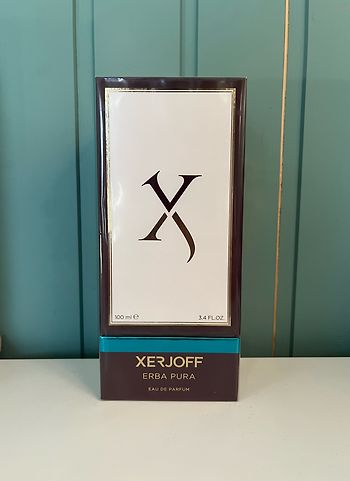 X
100 ml ℮ 3.4 FL.OZ.
XERJOFF
ERBA PURA
EAU DE PARFUM